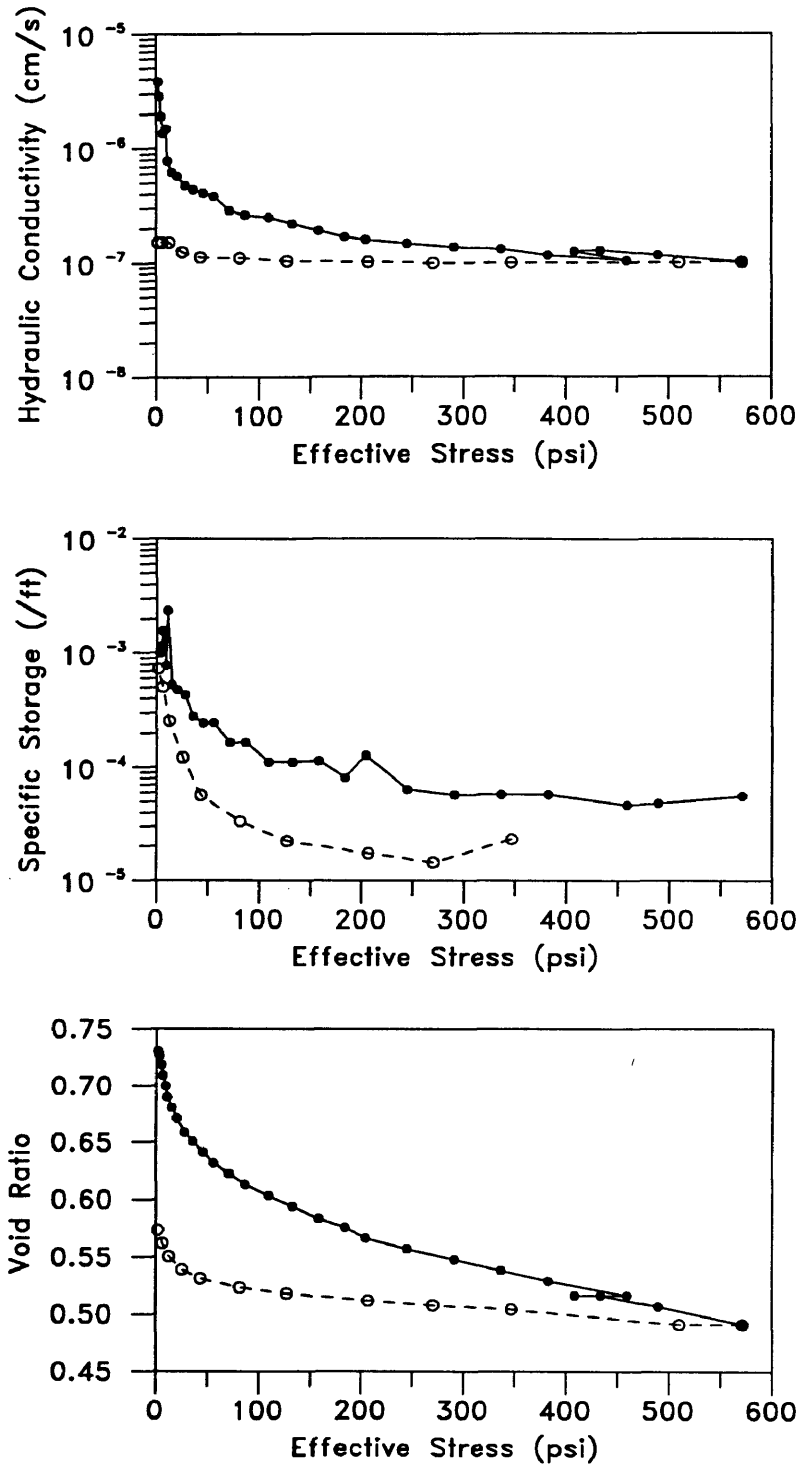 Hydraulic Conductivity (cm/s)
10 -5
10 -6
10 -7
10 -8
0 100 200 300 400 500 600
Effective Stress (psi)
Specific Storage (/ft)
10 -2
10 -3
10 -4
10 -5
0 100 200 300 400 500 600
Effective Stress (psi)
Void Ratio
0.75
0.70
0.65
0.60
0.55
0.50
0.45
0 100 200 300 400 500 600
Effective Stress (psi)